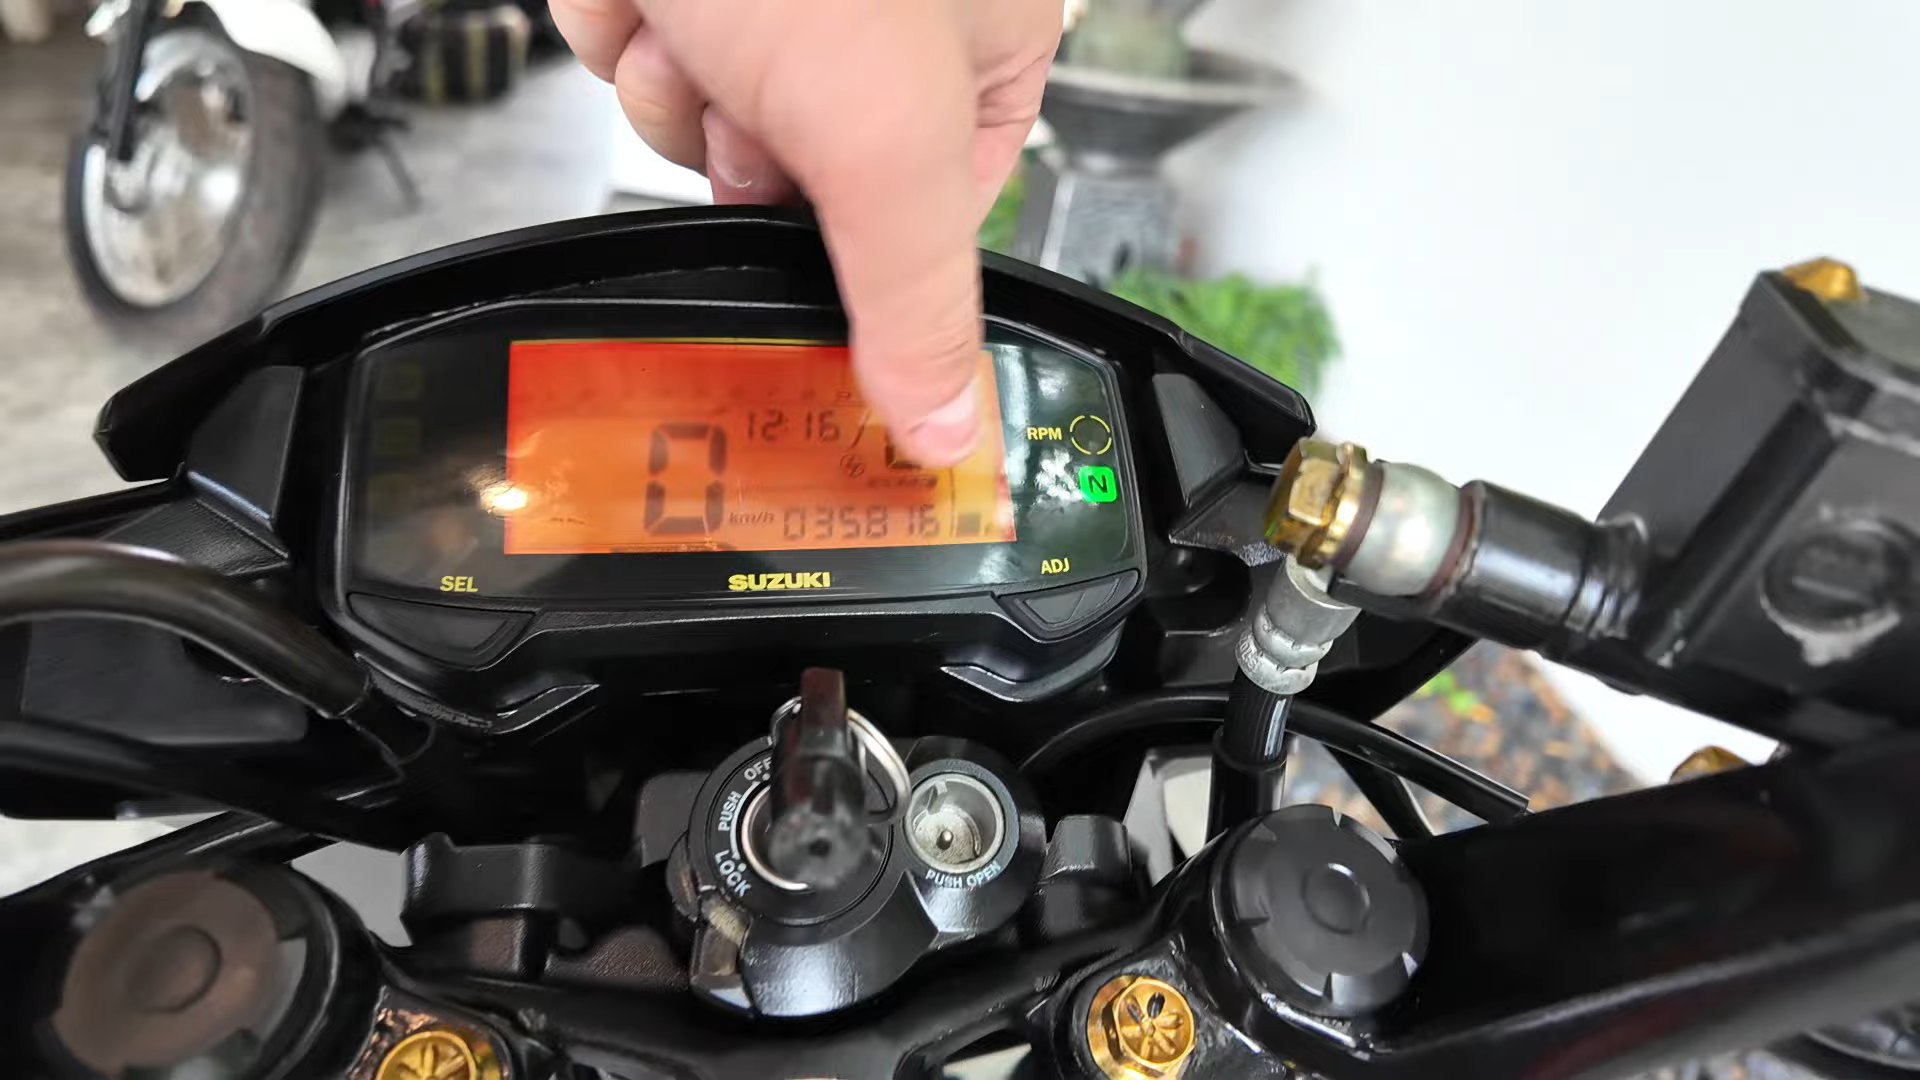 12:16
0
km/h
035816
RPM
N
SEL
SUZUKI
ADJ
OFF
PUSH
LOCK
PUSH OPEN